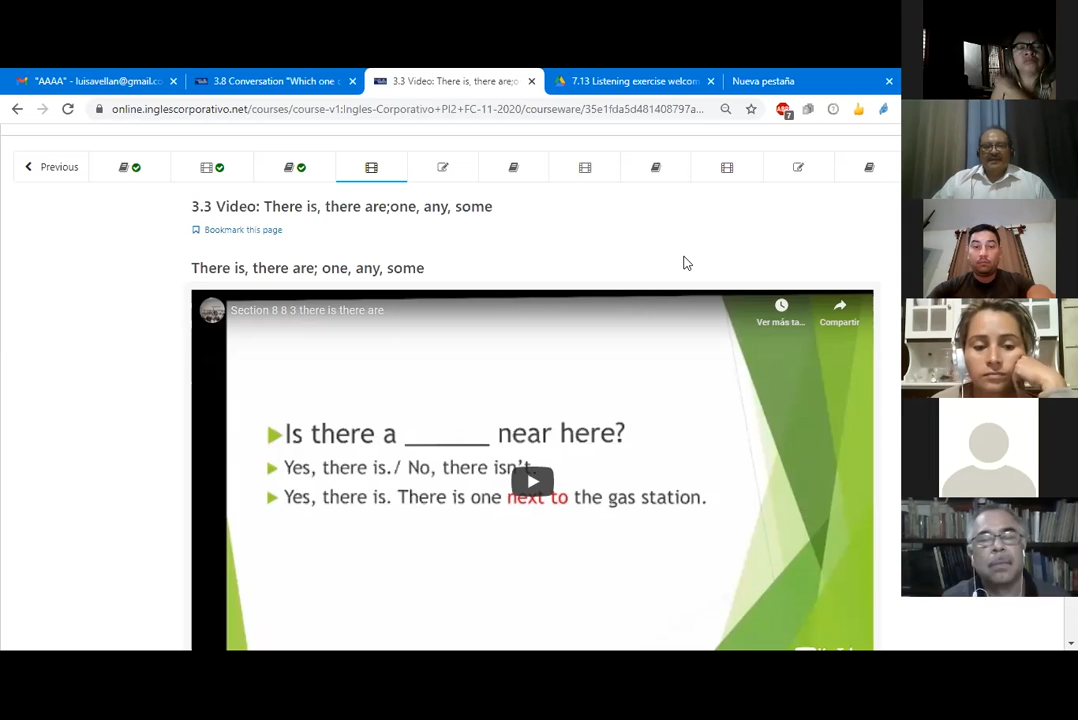 "AAAA" - luisavellan@gmail.co
3.8 Conversation "Which one o
3.3 Video: There is, there are;o
7.13 Listening exercise welcom
Nueva pestaña
online.inglescorporativo.net/courses/course-v1:Ingles-Corporativo+PI2+FC-11-2020/courseware/35e1fda5d481408797a...
7
Previous
3.3 Video: There is, there are;one, any, some
Bookmark this page
There is, there are; one, any, some
Section 8 8 3 there is there are
Ver más ta...
Compartir
Is there a ______ near here?
Yes, there is./ No, there isn't.
Yes, there is. There is one next to the gas station.